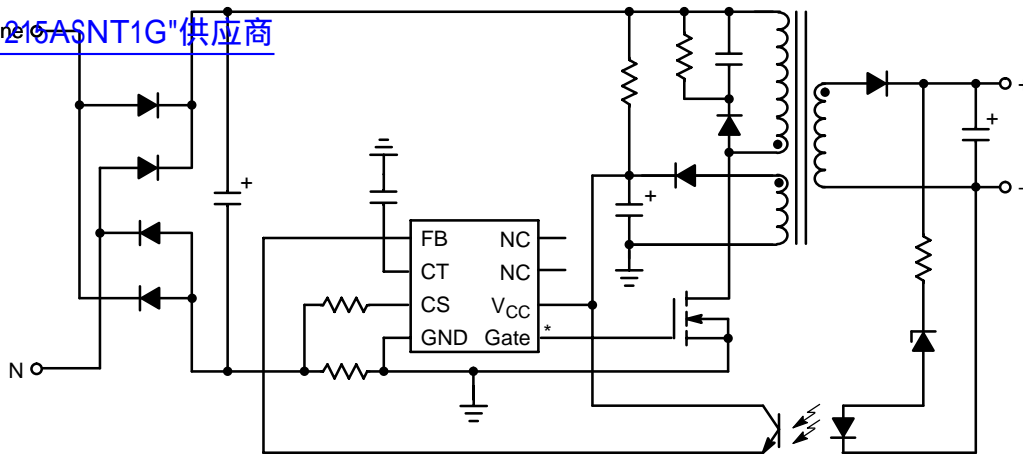 215ASNT1G"供应商
+
+
+
FB
NC
CT
NC
CS
VCC
GND
Gate
*
N